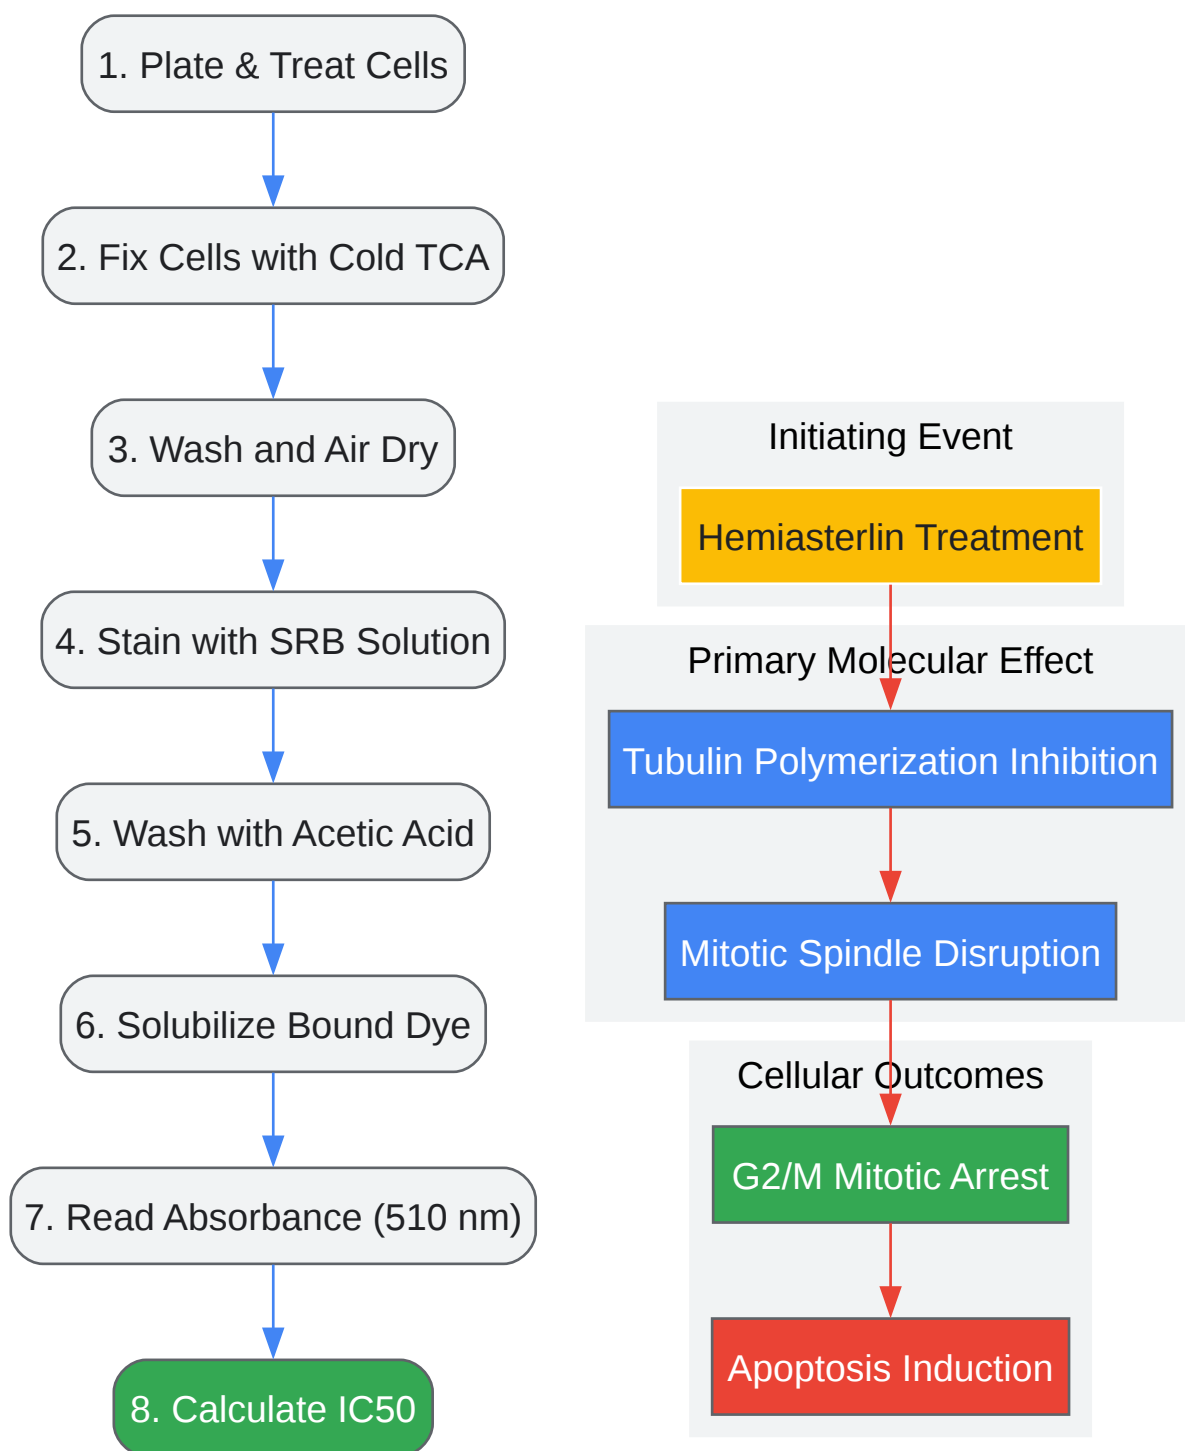 1. Plate & Treat Cells
2. Fix Cells with Cold TCA
3. Wash and Air Dry
4. Stain with SRB Solution
5. Wash with Acetic Acid
6. Solubilize Bound Dye
7. Read Absorbance (510 nm)
8. Calculate IC50
Initiating Event
Hemiasterlin Treatment
Primary Molecular Effect
Tubulin Polymerization Inhibition
Mitotic Spindle Disruption
Cellular Outcomes
G2/M Mitotic Arrest
Apoptosis Induction